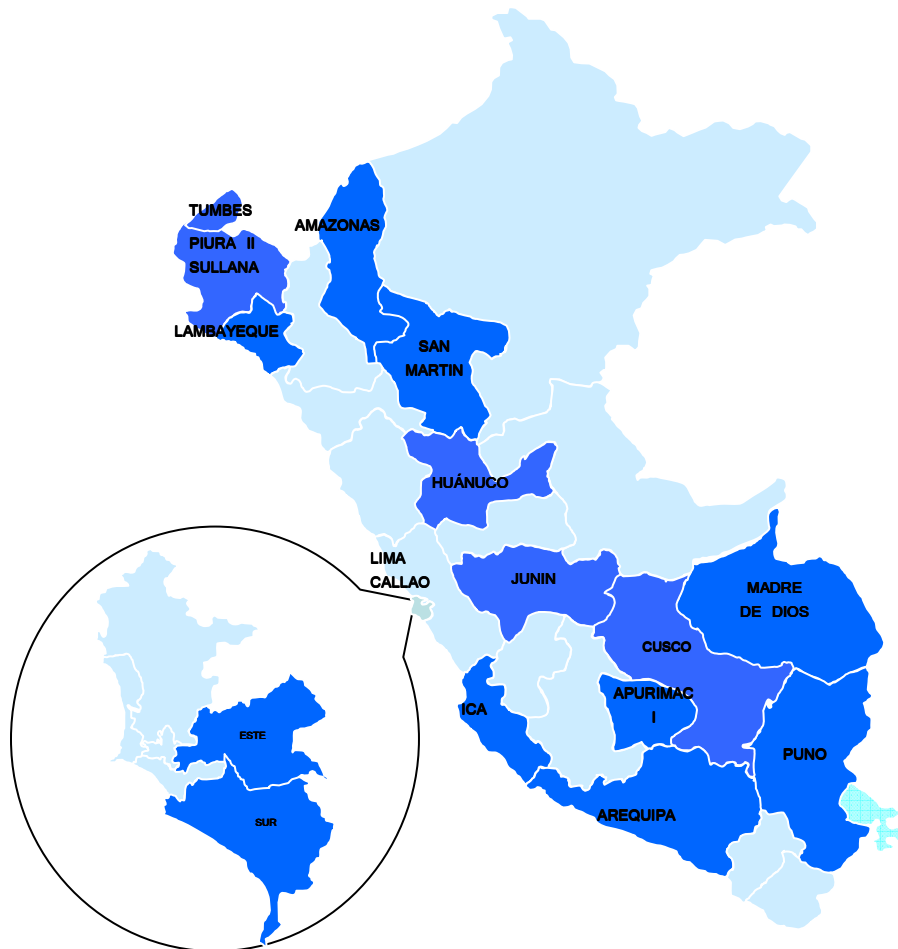 TUMBES
AMAZONAS
PIURA II
SULLANA
LAMBAYEQUE
SAN
MARTIN
HUÁNUCO
LIMA
CALLAO
JUNIN
MADRE
DE DIOS
CUSCO
APURIMAC
I
ICA
ESTE
PUNO
AREQUIPA
SUR